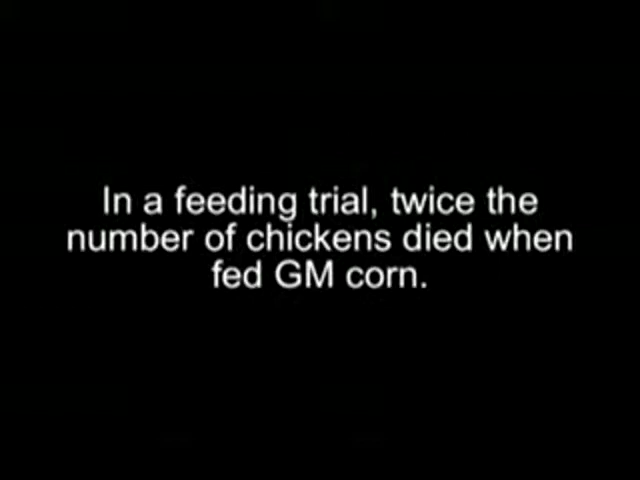 In a feeding trial, twice the
number of chickens died when
fed GM corn.